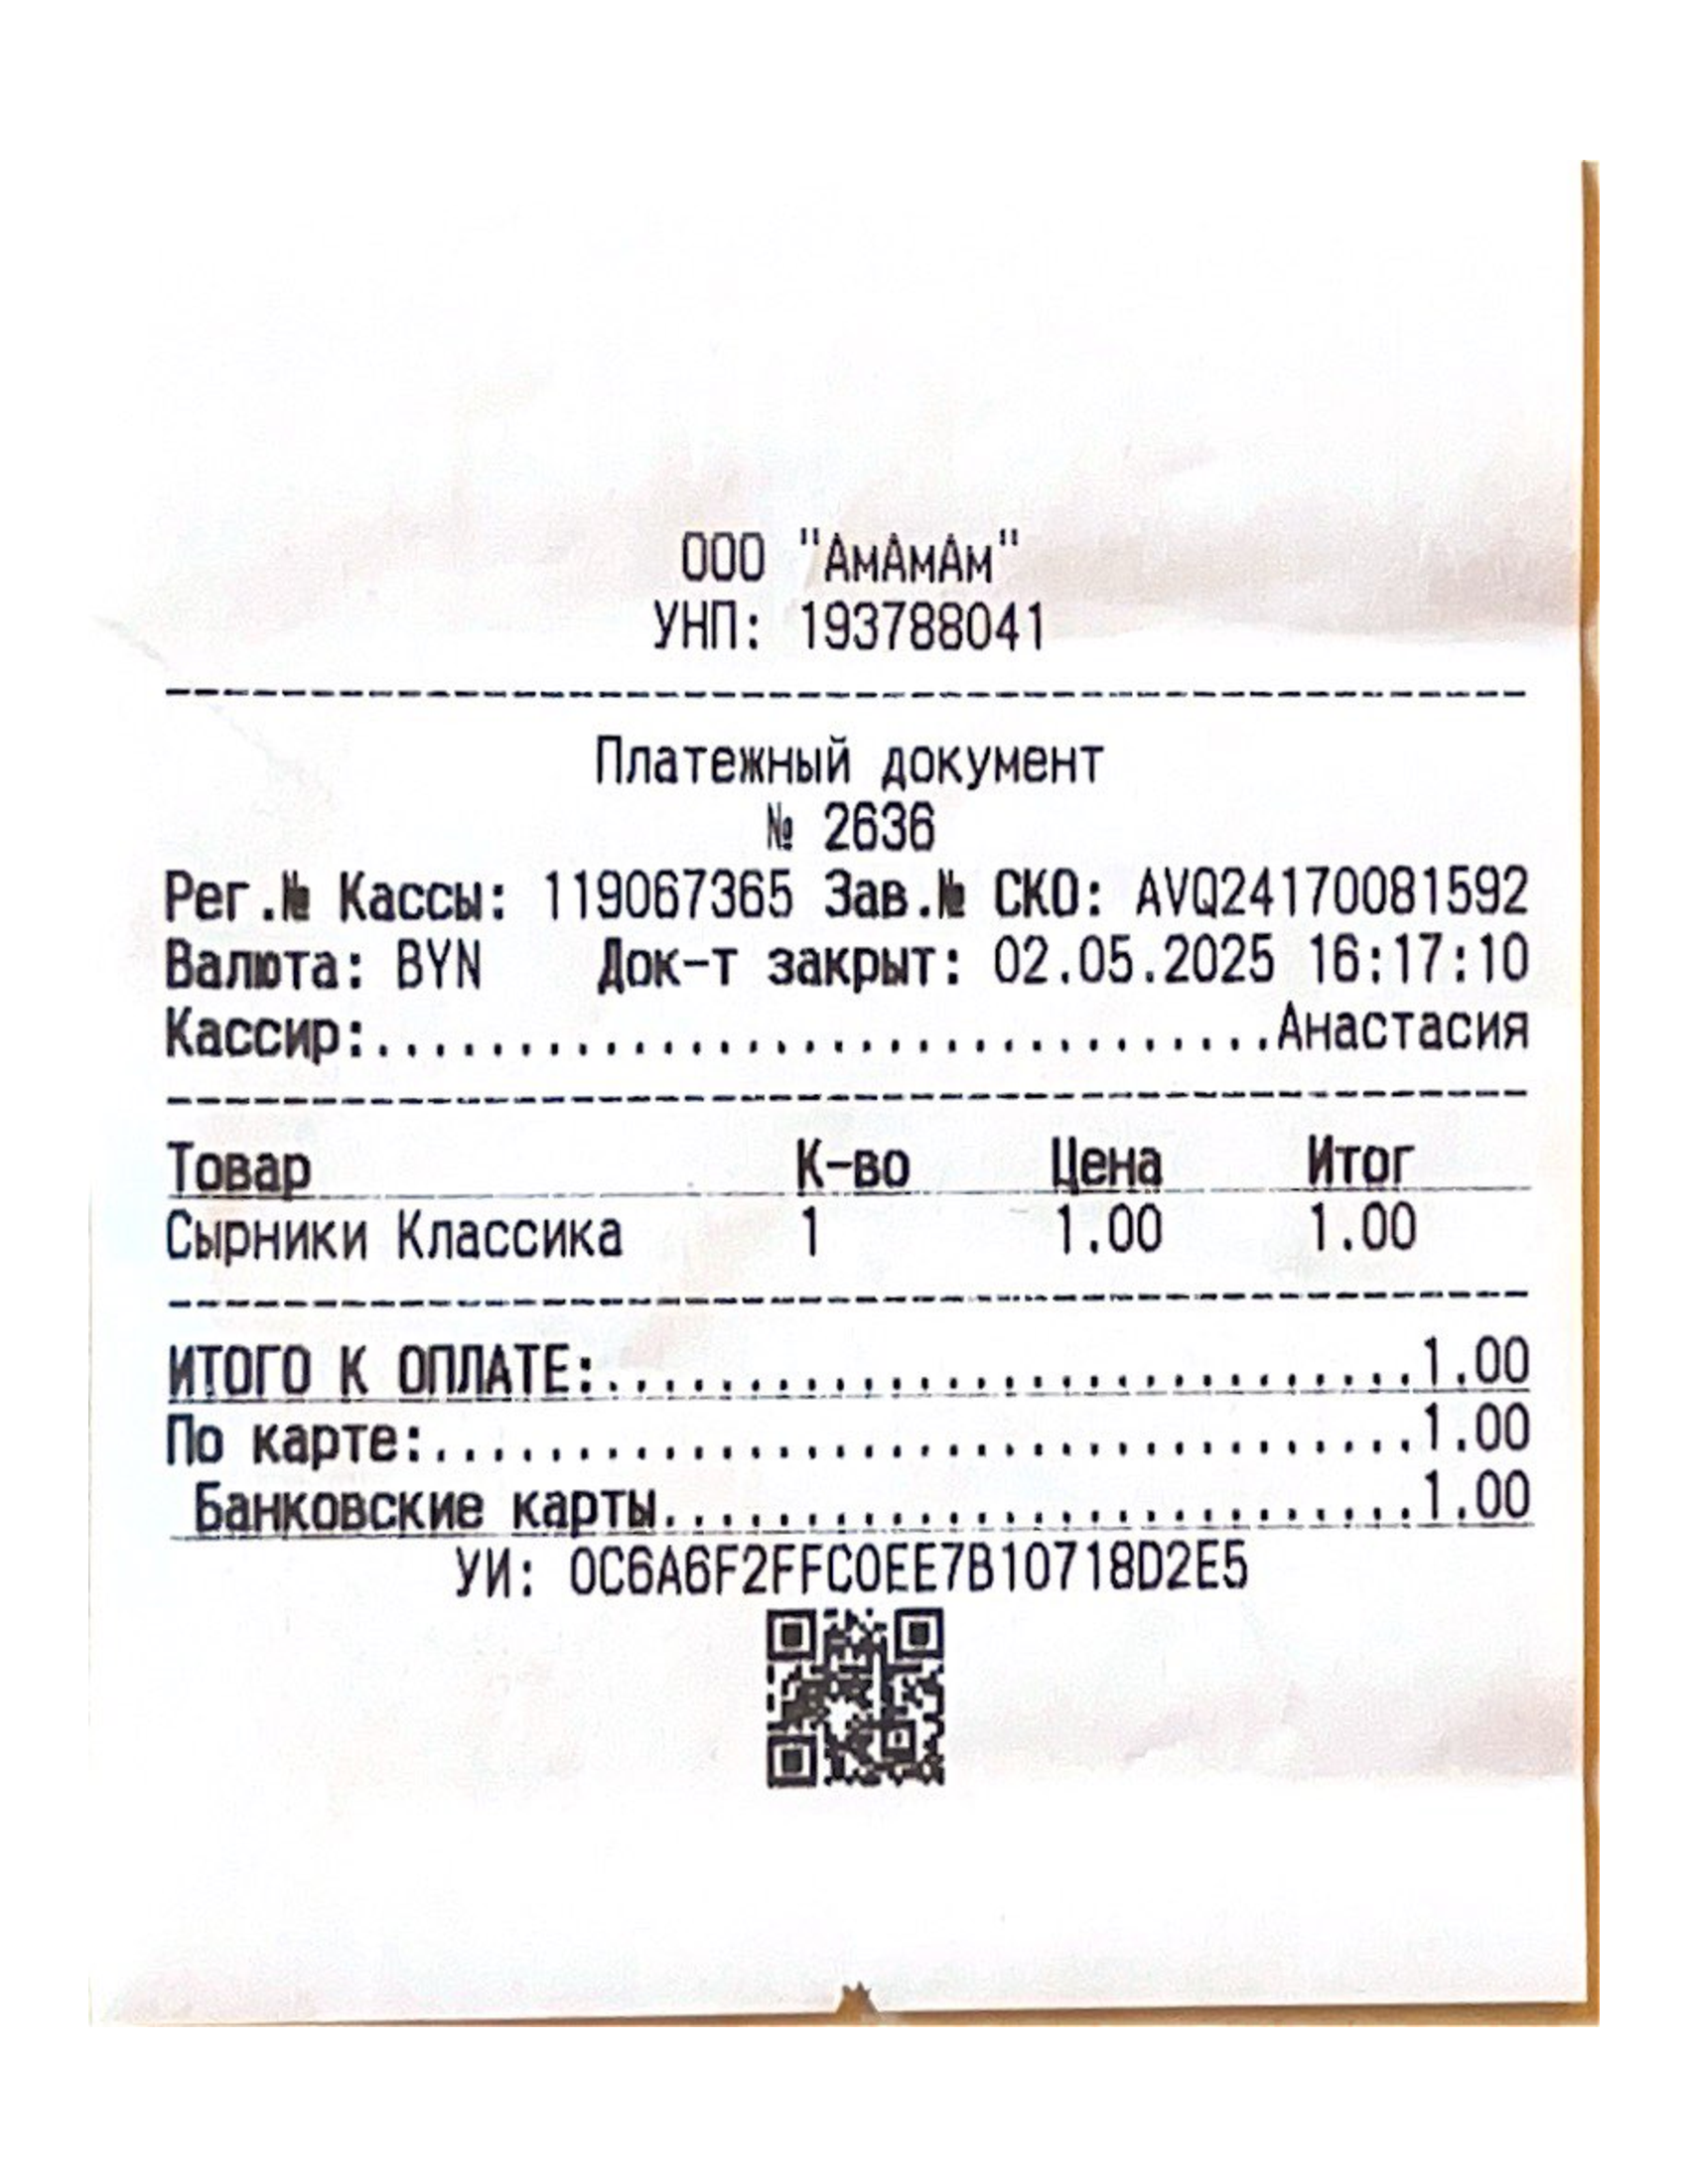 ООО "АмАмАм"
УНП: 193788041
Платежный документ
№ 2636
Рег.№ Кассы: 119067365 Зав.№ СКО: AVQ24170081592
Валюта: BYN Док-т закрыт: 02.05.2025 16:17:10
Кассир:................................Анастасия
Товар К-во Цена Итог
Сырники Классика 1 1.00 1.00
ИТОГО К ОПЛАТЕ:.............................1.00
По карте:...................................1.00
Банковские карты...........................1.00
УИ: 0C6A6F2FFC0EE7B10718D2E5